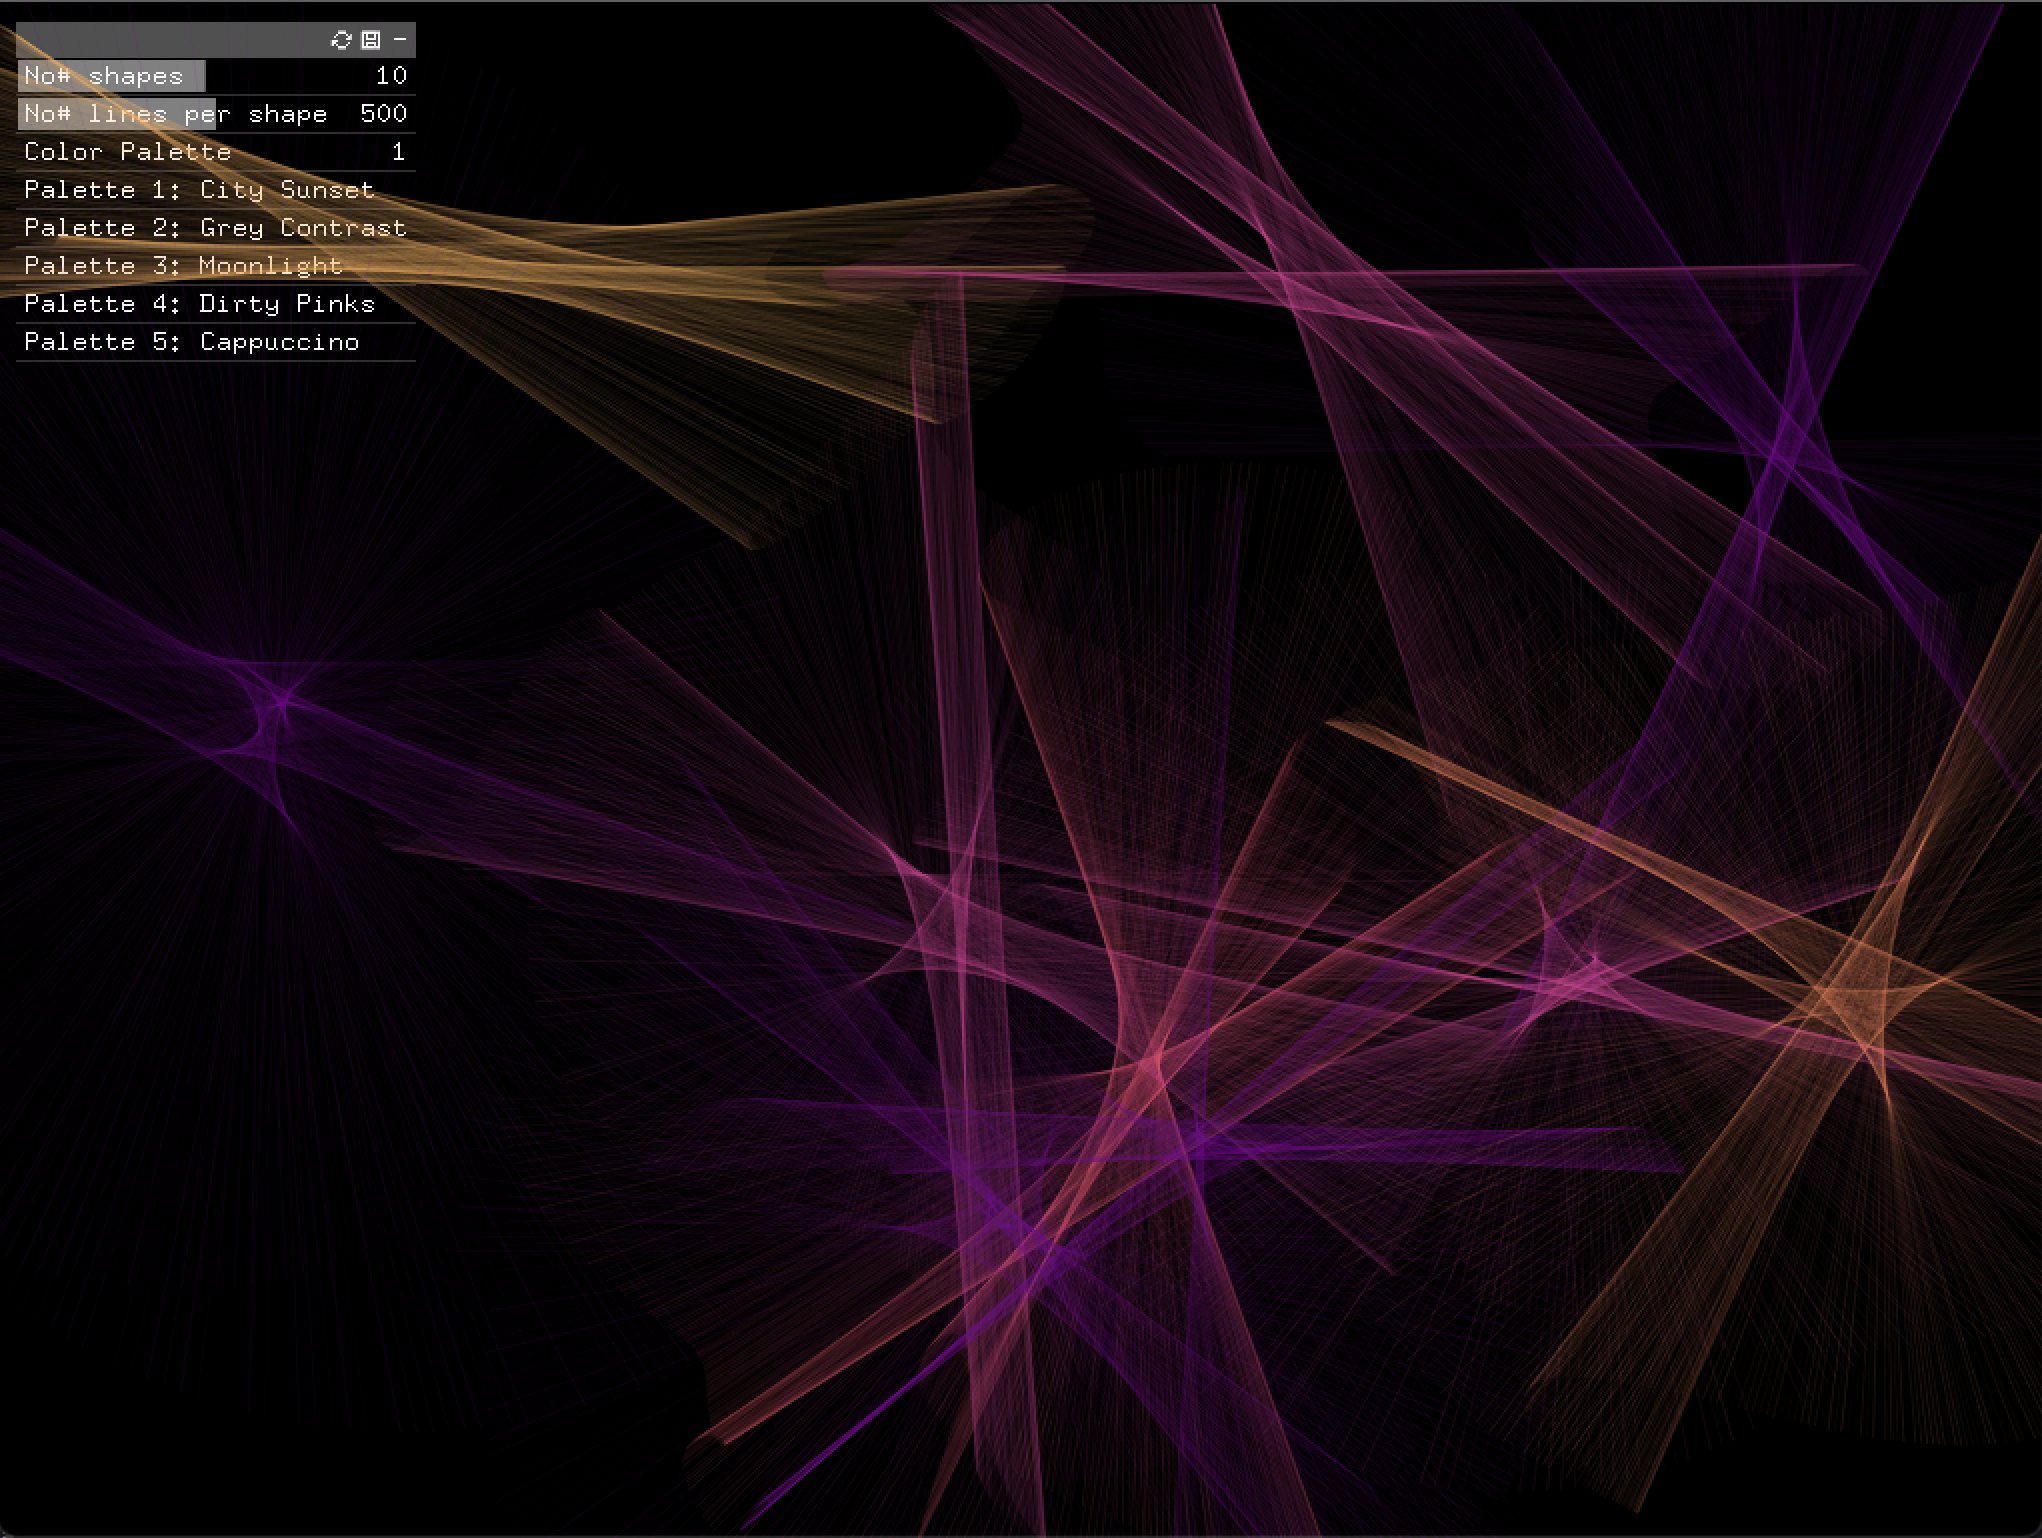 No# shapes 10
No# lines per shape 500
Color Palette 1
Palette 1: City Sunset
Palette 2: Grey Contrast
Palette 3: Moonlight
Palette 4: Dirty Pinks
Palette 5: Cappuccino